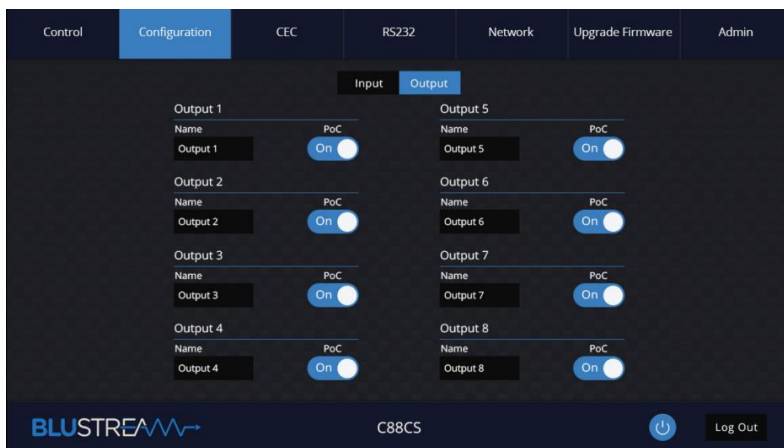 Control Configuration CEC RS232 Network Upgrade Firmware Admin
Input Output
Output 1 Output 5
Name PoC Name PoC
Output 1 On Output 5 On
Output 2 Output 6
Name PoC Name PoC
Output 2 On Output 6 On
Output 3 Output 7
Name PoC Name PoC
Output 3 On Output 7 On
Output 4 Output 8
Name PoC Name PoC
Output 4 On Output 8 On
BLUSTREAM C88CS Log Out